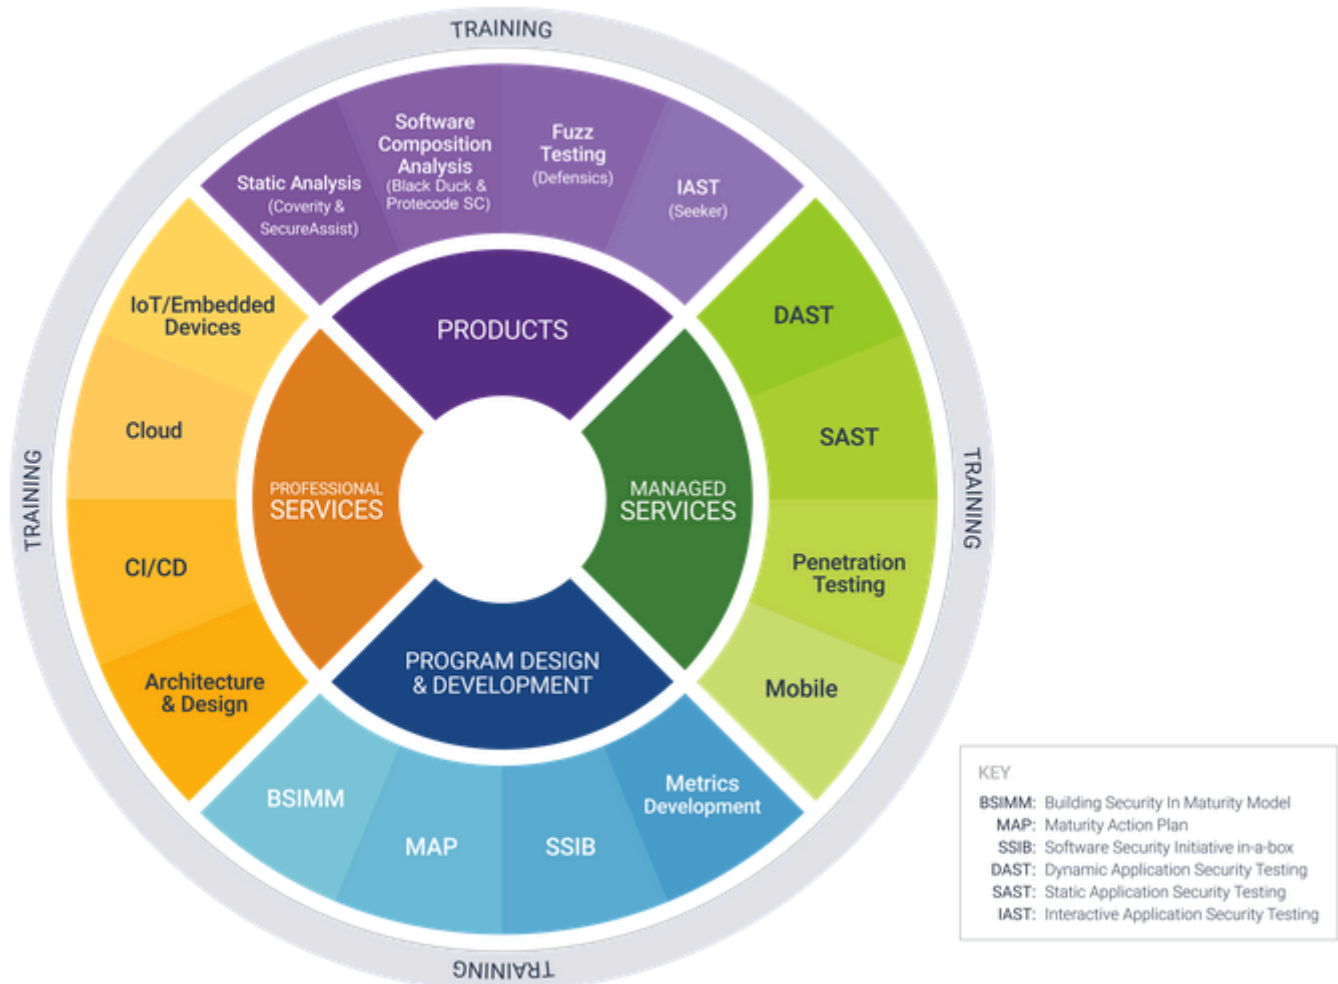 TRAINING
Static Analysis
(Coverity &
SecureAssist)
Software
Composition
Analysis
(Black Duck &
Protecode SC)
Fuzz
Testing
(Defensics)
IAST
(Seeker)
IoT/Embedded
Devices
Cloud
CI/CD
Architecture
& Design
PRODUCTS
PROFESSIONAL
SERVICES
MANAGED
SERVICES
PROGRAM DESIGN
& DEVELOPMENT
DAST
SAST
Penetration
Testing
Mobile
BSIMM
MAP
SSIB
Metrics
Development
TRAINING
TRAINING
TRAINING
KEY
BSIMM: Building Security In Maturity Model
MAP: Maturity Action Plan
SSIB: Software Security Initiative in-a-box
DAST: Dynamic Application Security Testing
SAST: Static Application Security Testing
IAST: Interactive Application Security Testing